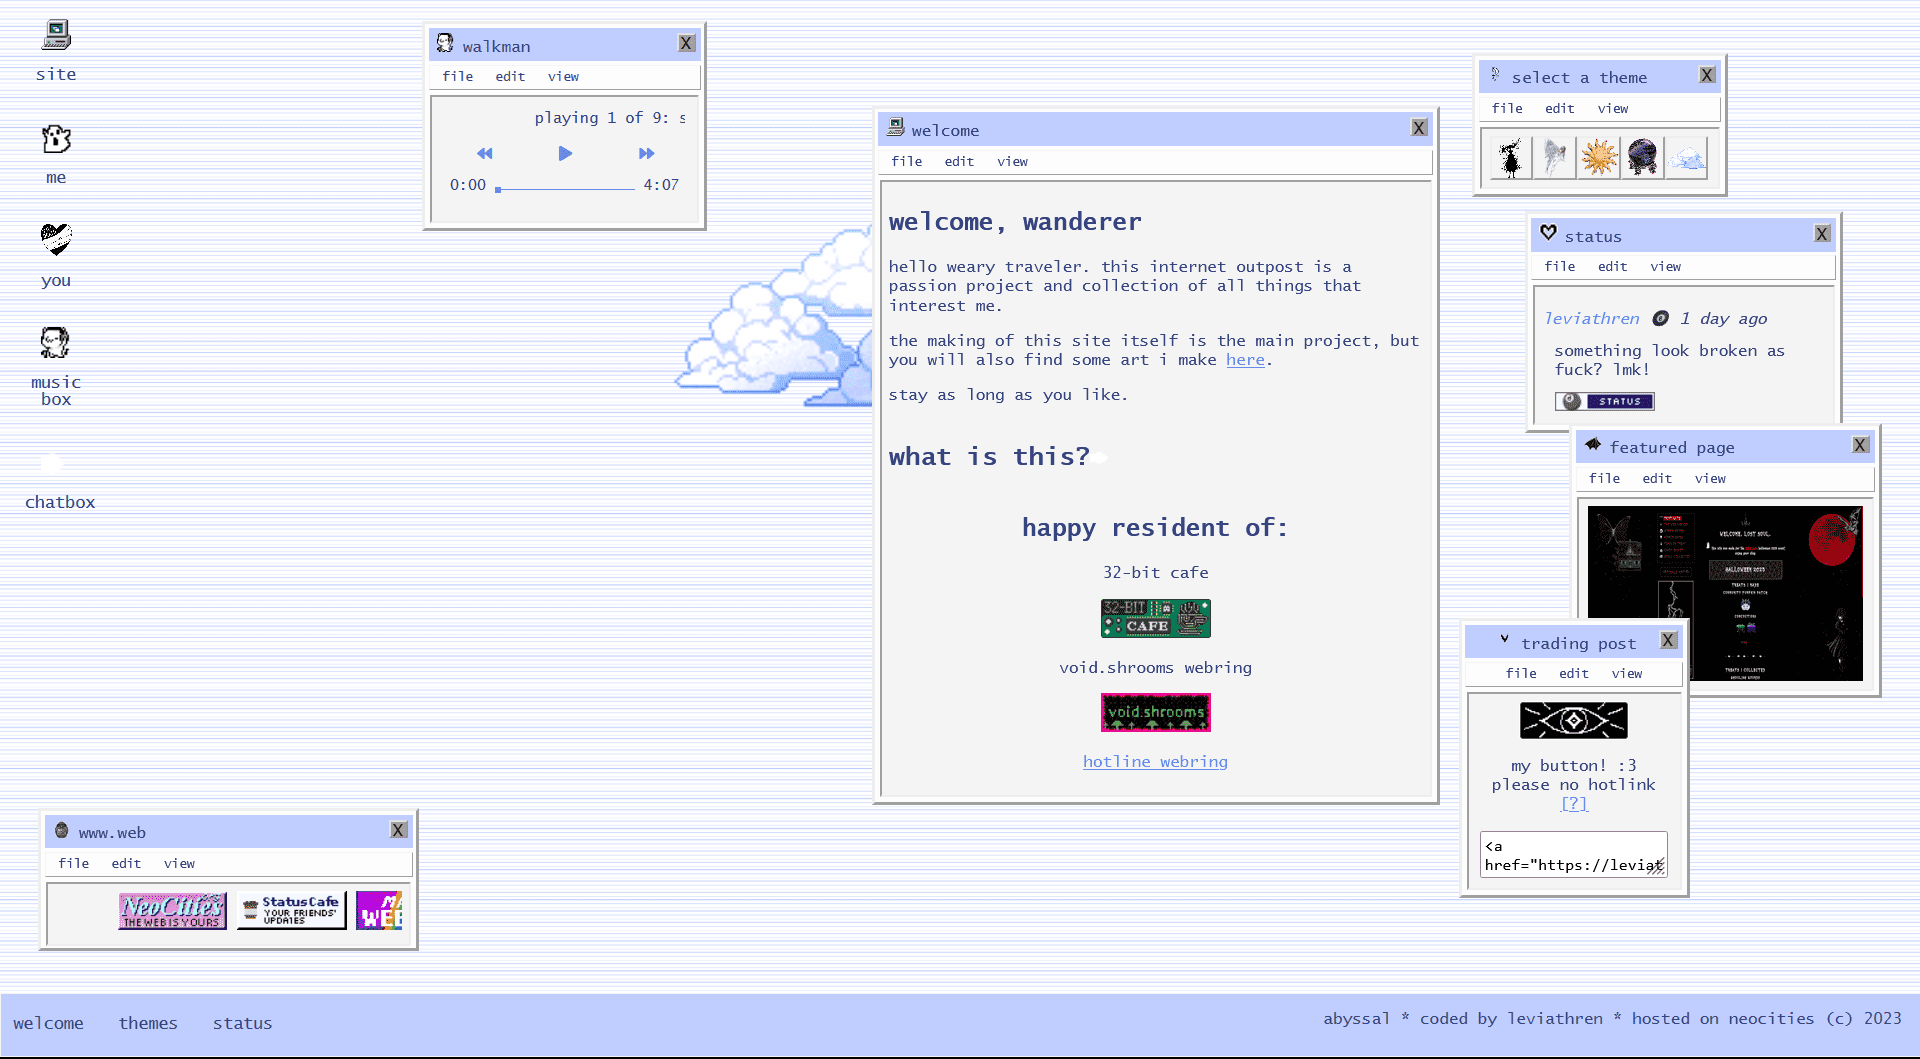 site
me
you
music
box
chatbox
walkman
X
file edit view
playing 1 of 9: s
0:00 4:07
welcome
X
file edit view
welcome, wanderer
hello weary traveler. this internet outpost is a
passion project and collection of all things that
interest me.
the making of this site itself is the main project, but
you will also find some art i make here.
stay as long as you like.
what is this?
happy resident of:
32-bit cafe
32-BIT
CAFE
void.shrooms webring
void.shrooms
hotline webring
select a theme
X
file edit view
status
X
file edit view
leviathren 1 day ago
something look broken as
fuck? lmk!
STATUS
featured page
X
file edit view
WELCOME, LOST SOUL.
HALLOWEEN 2023
trading post
X
file edit view
my button! :3
please no hotlink
[?]
<a
href="https://leviat
www.web
X
file edit view
NeoCities
THE WEB IS YOURS
StatusCafe
YOUR FRIENDS'
UPDATES
welcome themes status
abyssal * coded by leviathren * hosted on neocities (c) 2023